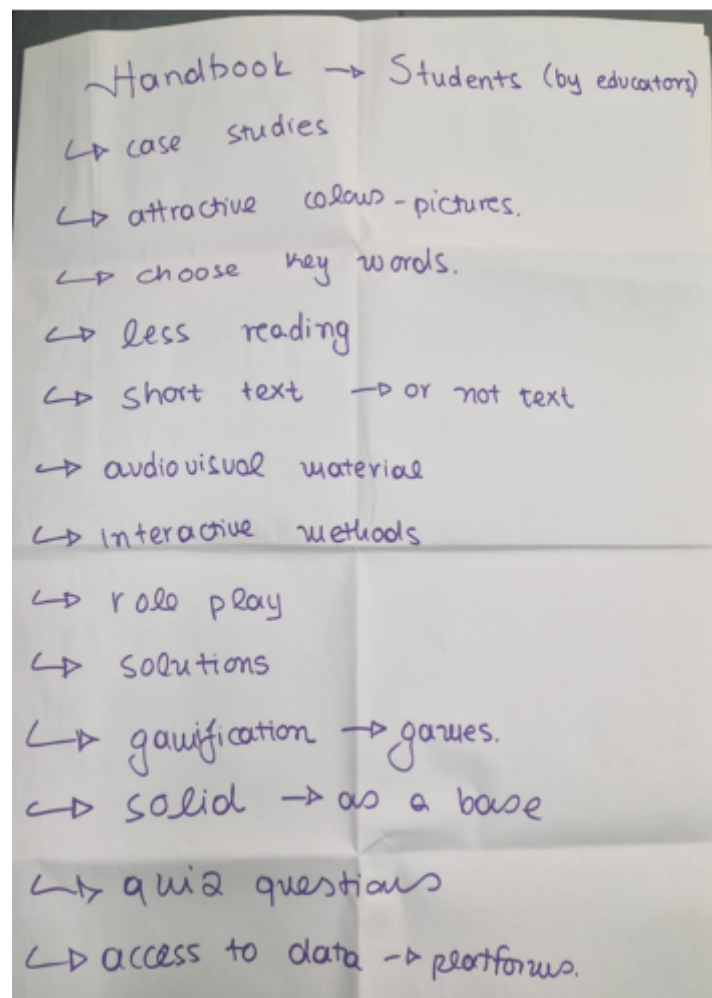 ~Handbook → Students (by educators)
↳ case studies
↳ attractive colous - pictures.
↳ choose key words.
↳ less reading
↳ short text → or not text
↳ audiovisual material
↳ interactive methods
↳ role play
↳ solutions
↳ gamification → games.
↳ solid → as a base
↳ quiz questions
↳ access to data → platforms.